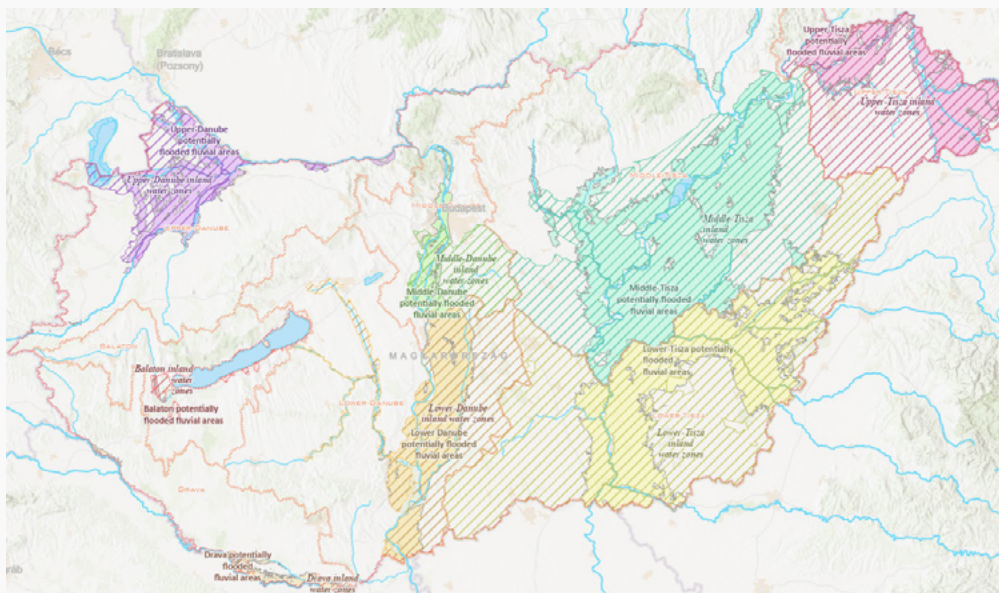 Bécs
Bratislava
(Pozsony)
Upper-Tisza
potentially
flooded fluvial areas
Upper-Tisza inland
water zones
Upper-Danube
potentially
flooded fluvial areas
Upper-Danube inland
water zones
MIDDLE-TISZA
Budapest
Middle-Tisza
inland
water zones
Middle-Danube
inland
water zones
Middle-Danube
potentially flooded
fluvial areas
Middle-Tisza
potentially flooded
fluvial areas
MAGYARORSZÁG
BALATON
Balaton inland
water
zones
Balaton potentially
flooded fluvial areas
Lower-Tisza potentially
flooded
fluvial areas
LOWER-DANUBE
Lower-Danube
inland water zones
Lower Danube
potentially flooded
fluvial areas
Lower-Tisza
inland
water zones
DRAVA
Drava potentially
flooded
fluvial areas
Drava inland
water zones